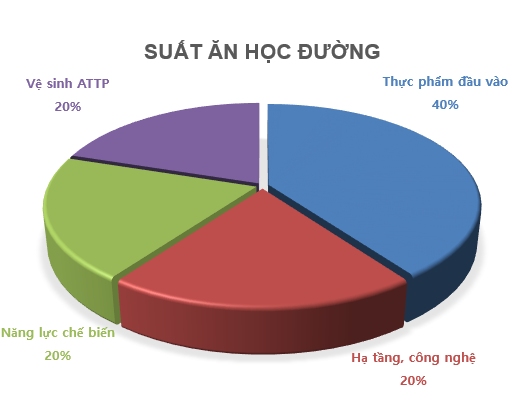 SUẤT ĂN HỌC ĐƯỜNG
Vệ sinh ATTP
20%
Thực phẩm đầu vào
40%
Năng lực chế biến
20%
Hạ tầng, công nghệ
20%